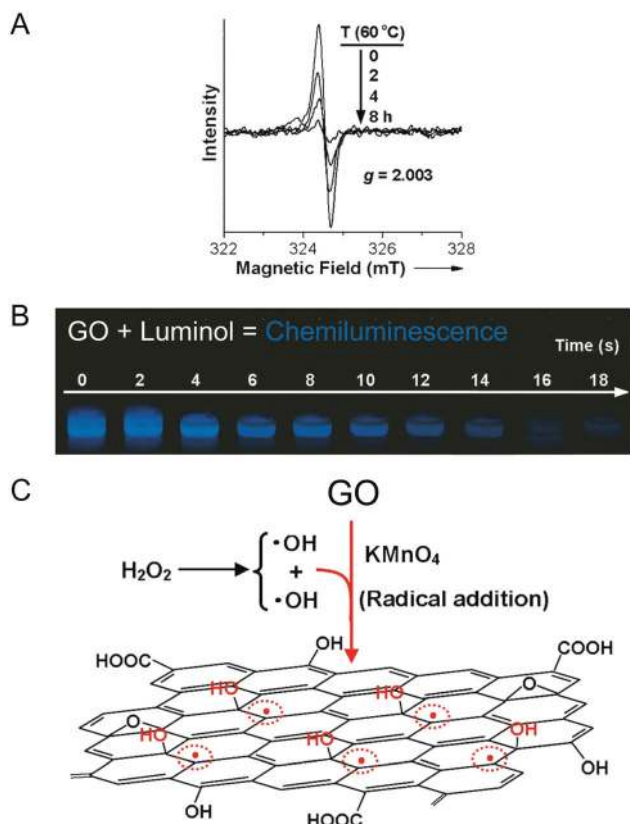 A
T (60 °C)
0
2
4
8 h
Intensity
g = 2.003
322 324 326 328
Magnetic Field (mT)
B
GO + Luminol = Chemiluminescence
Time (s)
0 2 4 6 8 10 12 14 16 18
C
GO
H₂O₂
·OH
+
·OH
KMnO₄
(Radical addition)
OH
HOOC
COOH
HO
HO
O
O
HO
HO
OH
OH
OH
HOOC